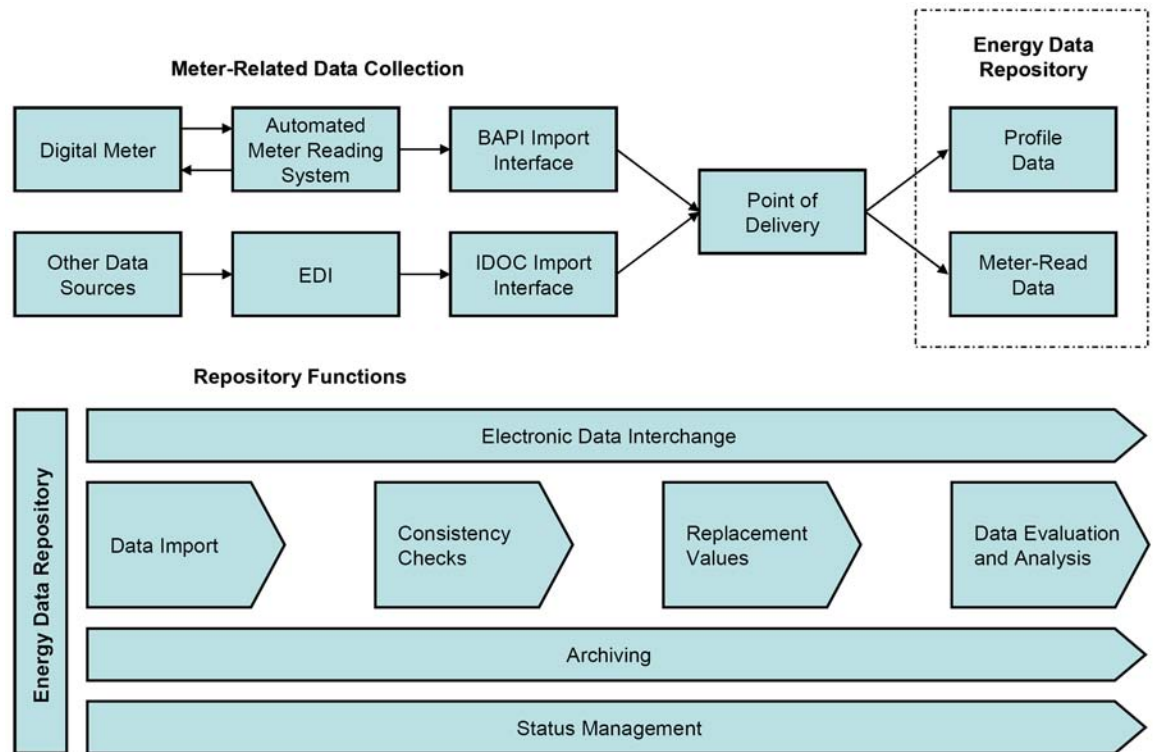 Energy Data
Repository
Meter-Related Data Collection
Digital Meter
Automated
Meter Reading
System
BAPI Import
Interface
Point of
Delivery
Profile
Data
Other Data
Sources
EDI
IDOC Import
Interface
Meter-Read
Data
Repository Functions
Energy Data Repository
Electronic Data Interchange
Data Import
Consistency
Checks
Replacement
Values
Data Evaluation
and Analysis
Archiving
Status Management